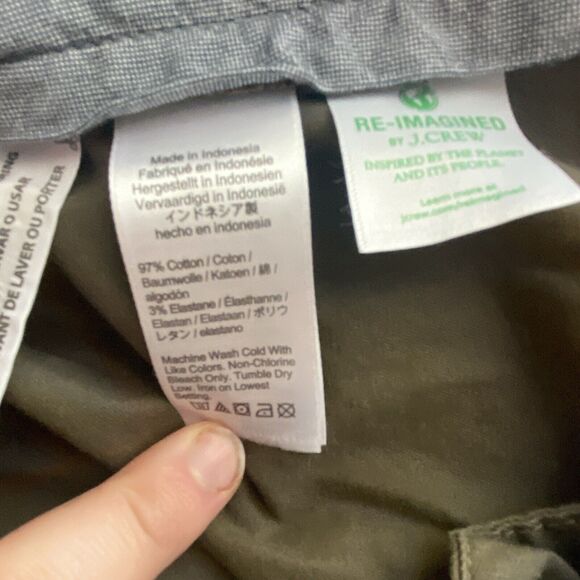 NING
VAR O USAR
ANT DE LAVER OU PORTER
Made in Indonesia
Fabriqué en Indonésie
Hergestellt in Indonesien
Vervaardigd in Indonesië
インドネシア製
hecho en indonesia
97% Cotton / Coton /
Baumwolle / Katoen / 綿 /
algodón
3% Elastane / Élasthanne /
Elastan / Elastaan / ポリウ
レタン / elastano
Machine Wash Cold With
Like Colors. Non-Chlorine
Bleach Only. Tumble Dry
Low. Iron on Lowest
Setting.
RE-IMAGINED
BY J.CREW
INSPIRED BY THE PLANET
AND ITS PEOPLE.
Learn more at
jcrew.com/reimagined